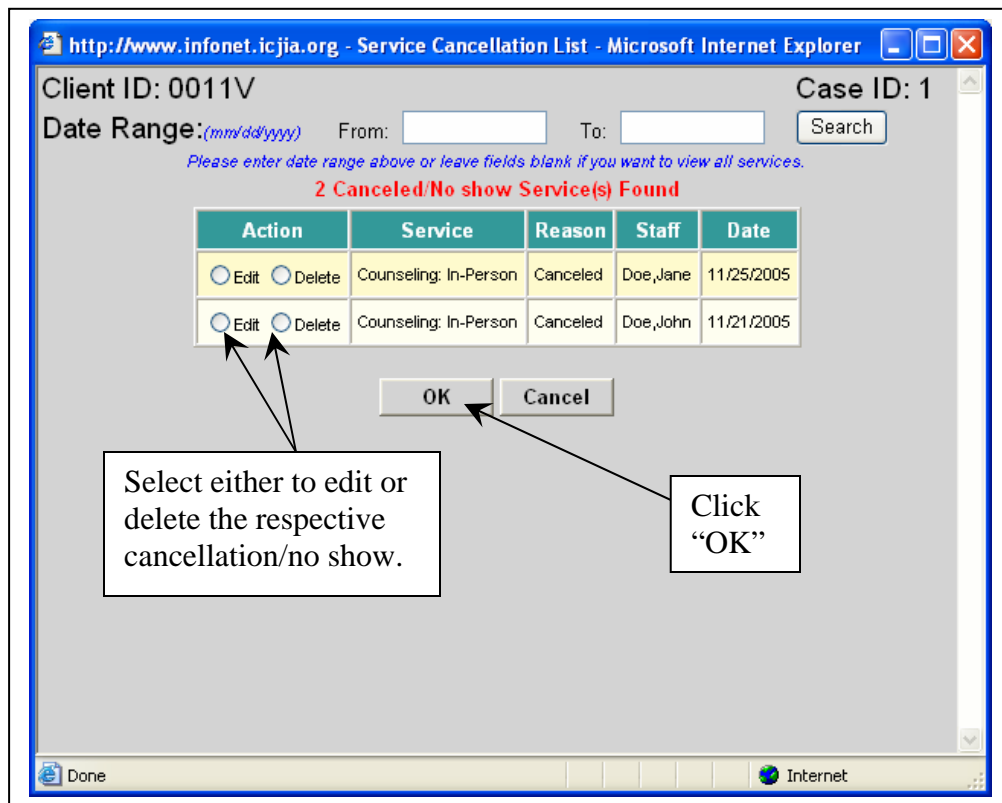 http://www.infonet.icjia.org - Service Cancellation List - Microsoft Internet Explorer
Client ID: 0011V Case ID: 1
Date Range:(mm/dd/yyyy) From: To: Search
Please enter date range above or leave fields blank if you want to view all services.
2 Canceled/No show Service(s) Found
Action Service Reason Staff Date
Edit Delete Counseling: In-Person Canceled Doe,Jane 11/25/2005
Edit Delete Counseling: In-Person Canceled Doe,John 11/21/2005
OK Cancel
Select either to edit or
delete the respective
cancellation/no show.
Click
“OK”
Done Internet